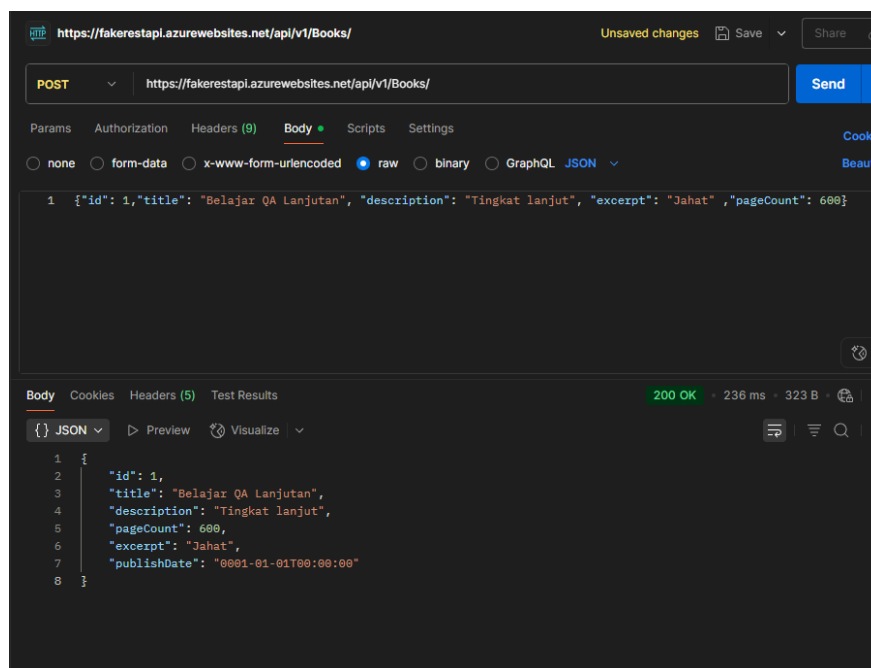 HTTP https://fakerestapi.azurewebsites.net/api/v1/Books/ Unsaved changes Save Share
POST https://fakerestapi.azurewebsites.net/api/v1/Books/ Send
Params Authorization Headers (9) Body Scripts Settings
Cook
none form-data x-www-form-urlencoded raw binary GraphQL JSON Beau
1 {"id": 1,"title": "Belajar QA Lanjutan", "description": "Tingkat lanjut", "excerpt": "Jahat" ,"pageCount": 600}
Body Cookies Headers (5) Test Results 200 OK 236 ms 323 B
{} JSON Preview Visualize
1 {
2 "id": 1,
3 "title": "Belajar QA Lanjutan",
4 "description": "Tingkat lanjut",
5 "pageCount": 600,
6 "excerpt": "Jahat",
7 "publishDate": "0001-01-01T00:00:00"
8 }